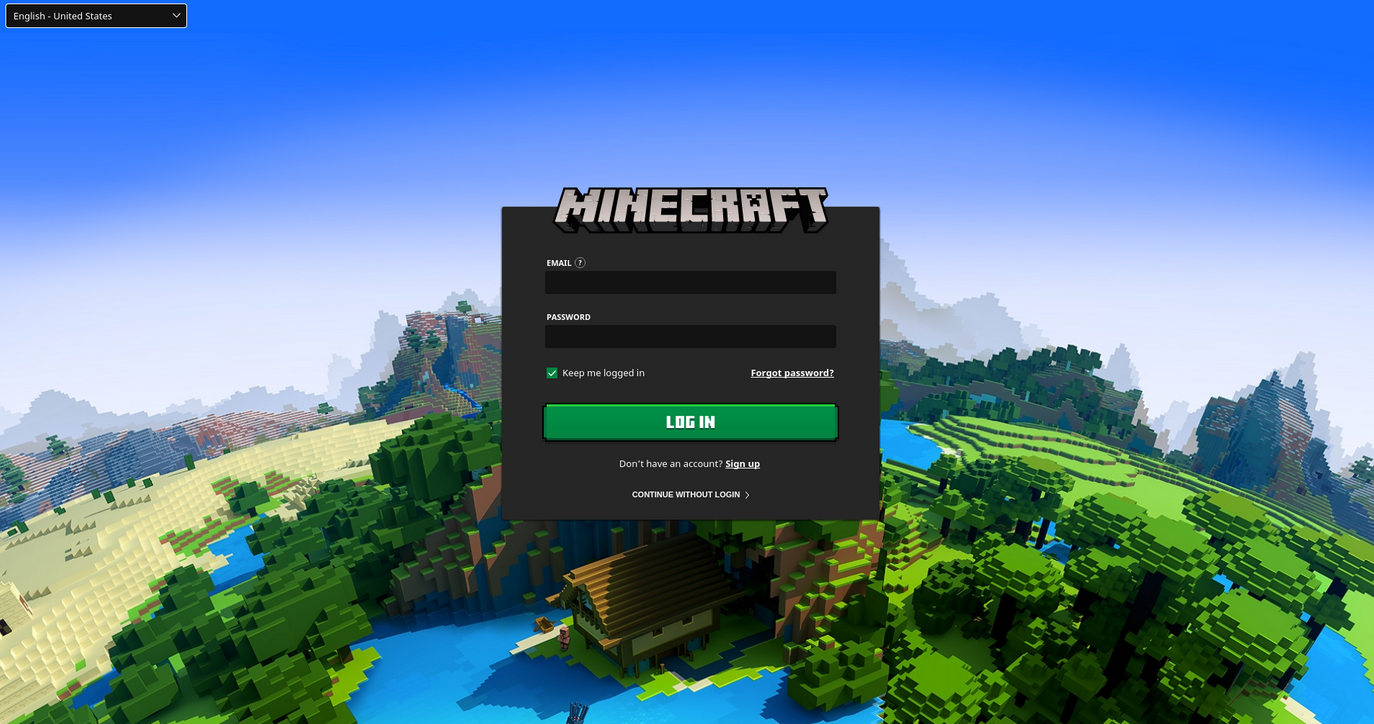 English - United States
MINECRAFT
EMAIL ?
PASSWORD
Keep me logged in Forgot password?
LOG IN
Don't have an account? Sign up
CONTINUE WITHOUT LOGIN